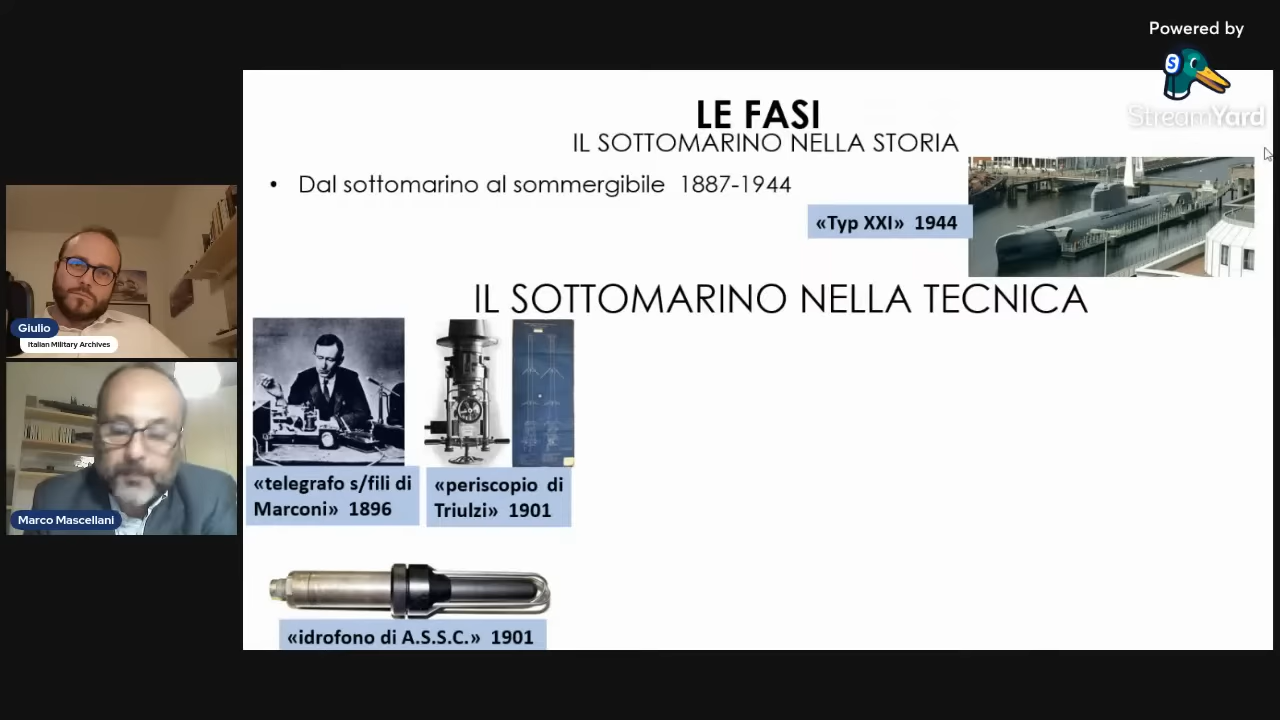 Powered by
S
StreamYard
LE FASI
IL SOTTOMARINO NELLA STORIA
• Dal sottomarino al sommergibile 1887-1944
«Typ XXI» 1944
IL SOTTOMARINO NELLA TECNICA
Giulio
Italian Military Archives
Marco Mascellani
«telegrafo s/fili di
Marconi» 1896
«periscopio di
Triulzi» 1901
«idrofono di A.S.S.C.» 1901